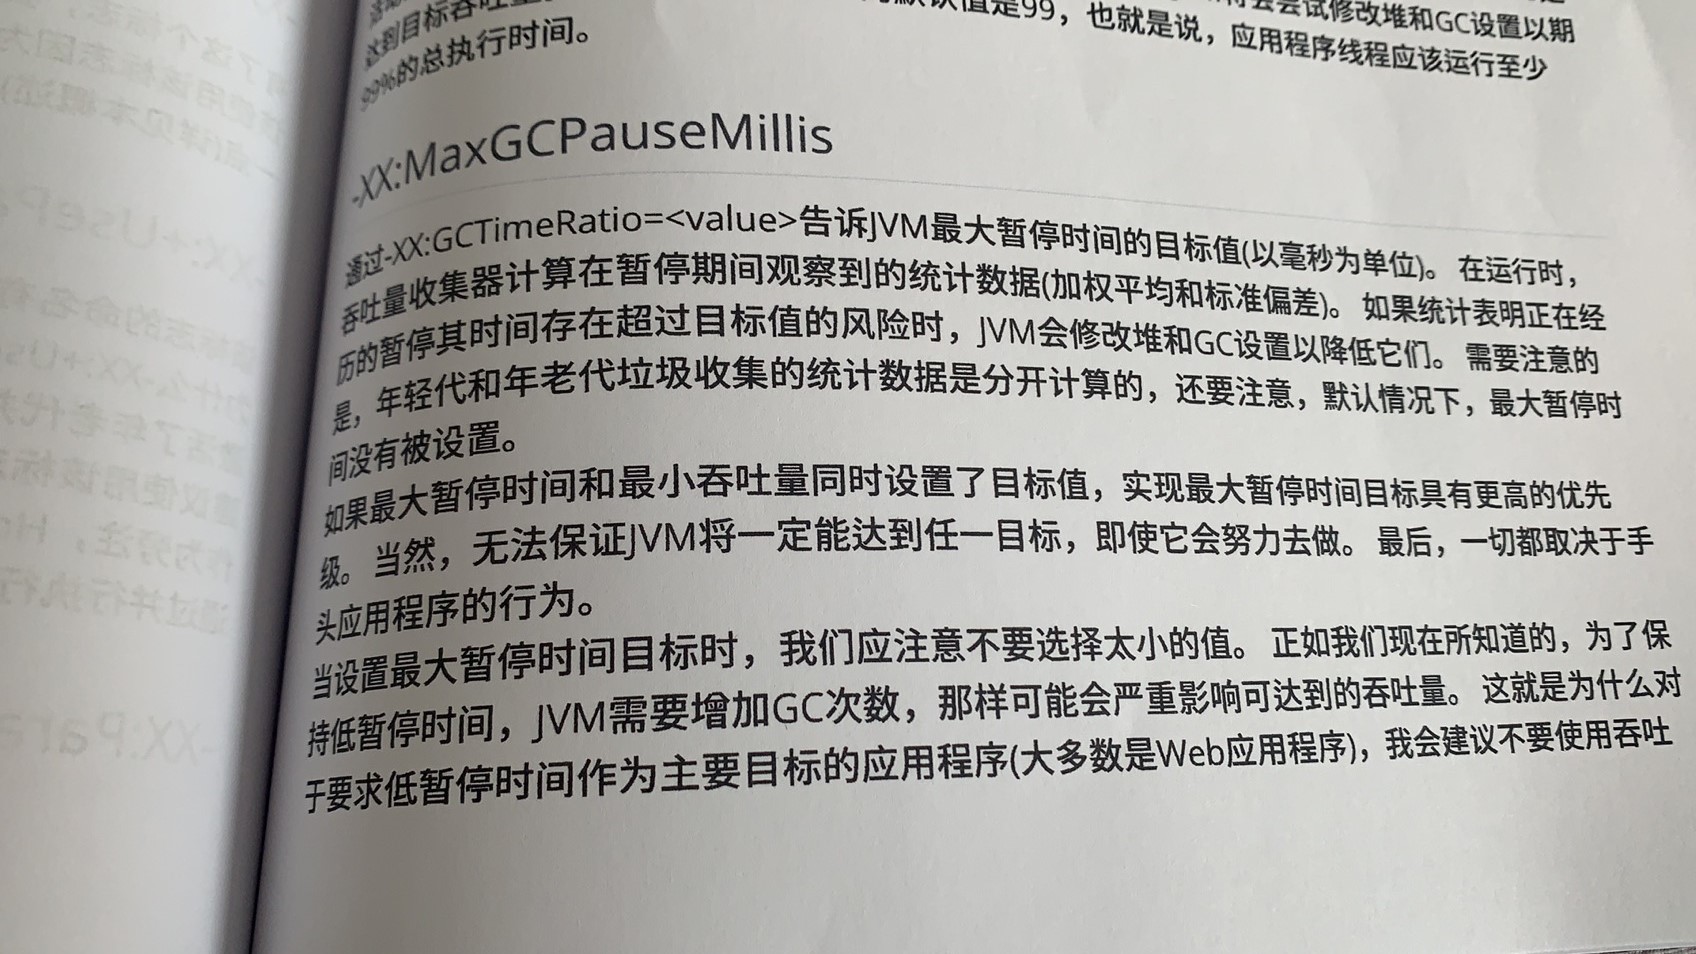 达到目标吞吐量
值是99，也就是说，应用程序线程应该运行至少
会尝试修改堆和GC设置以期
99%的总执行时间。
-XX:MaxGCPauseMillis
通过-XX:GCTimeRatio=<value>告诉JVM最大暂停时间的目标值(以毫秒为单位)。 在运行时，
吞吐量收集器计算在暂停期间观察到的统计数据(加权平均和标准偏差)。 如果统计表明正在经
历的暂停其时间存在超过目标值的风险时，JVM会修改堆和GC设置以降低它们。 需要注意的
是，年轻代和年老代垃圾收集的统计数据是分开计算的，还要注意，默认情况下，最大暂停时
间没有被设置。
如果最大暂停时间和最小吞吐量同时设置了目标值，实现最大暂停时间目标具有更高的优先
级。 当然，无法保证JVM将一定能达到任一目标，即使它会努力去做。 最后，一切都取决于手
头应用程序的行为。
当设置最大暂停时间目标时，我们应注意不要选择太小的值。 正如我们现在所知道的，为了保
持低暂停时间，JVM需要增加GC次数，那样可能会严重影响可达到的吞吐量。 这就是为什么对
于要求低暂停时间作为主要目标的应用程序(大多数是Web应用程序)，我会建议不要使用吞吐